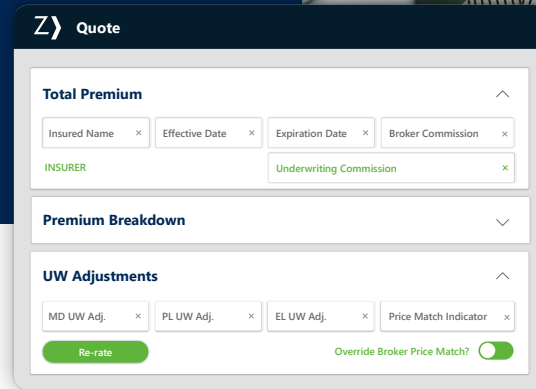 Z) Quote
Total Premium
Insured Name × Effective Date × Expiration Date × Broker Commission ×
INSURER Underwriting Commission ×
Premium Breakdown
UW Adjustments
MD UW Adj. × PL UW Adj. × EL UW Adj. × Price Match Indicator ×
Re-rate Override Broker Price Match?